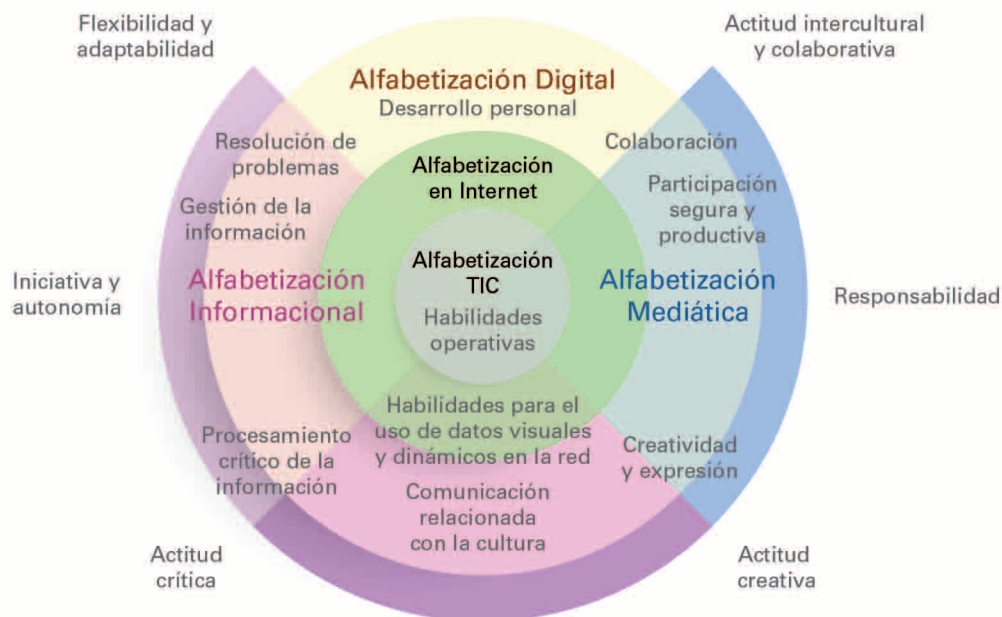 Flexibilidad y
adaptabilidad
Actitud intercultural
y colaborativa
Alfabetización Digital
Desarrollo personal
Resolución de
problemas
Colaboración
Alfabetización
en Internet
Gestión de la
información
Participación
segura y
productiva
Iniciativa y
autonomía
Alfabetización
Informacional
Alfabetización
TIC
Habilidades
operativas
Alfabetización
Mediática
Responsabilidad
Procesamiento
crítico de la
información
Habilidades para el
uso de datos visuales
y dinámicos en la red
Creatividad
y expresión
Comunicación
relacionada
con la cultura
Actitud
crítica
Actitud
creativa